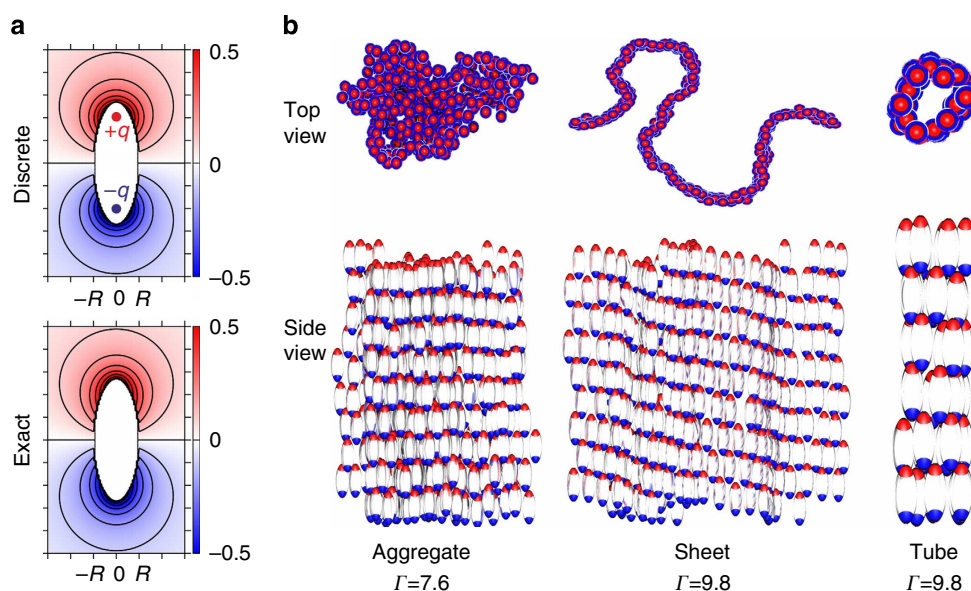 a
Discrete
+q
−q
0.5
0
−0.5
−R 0 R
Exact
0.5
0
−0.5
−R 0 R
b
Top
view
Side
view
Aggregate
Γ=7.6
Sheet
Γ=9.8
Tube
Γ=9.8